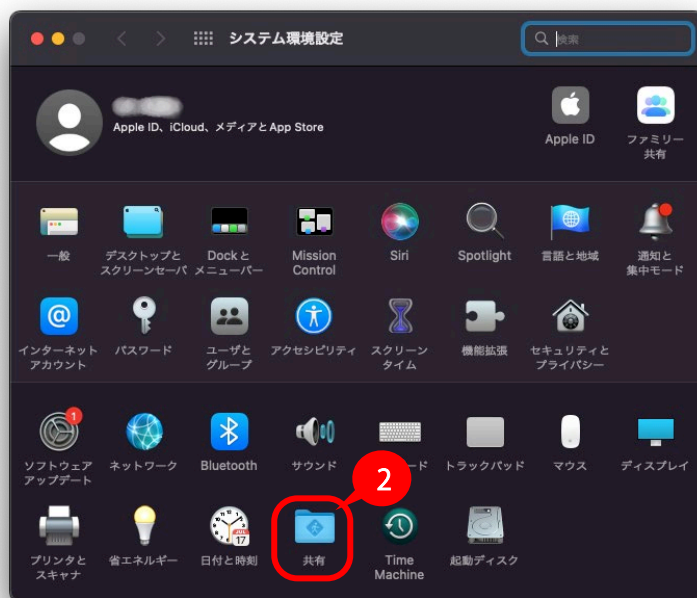 システム環境設定
検索
Apple ID、iCloud、メディアとApp Store
Apple ID
ファミリー
共有
一般
デスクトップと
スクリーンセーバ
Dockと
メニューバー
Mission
Control
Siri
Spotlight
言語と地域
通知と
集中モード
インターネット
アカウント
パスワード
ユーザと
グループ
アクセシビリティ
スクリーン
タイム
機能拡張
セキュリティと
プライバシー
1
ソフトウェア
アップデート
ネットワーク
Bluetooth
サウンド
ード
トラックパッド
マウス
ディスプレイ
2
プリンタと
スキャナ
省エネルギー
JUL
17
日付と時刻
共有
Time
Machine
起動ディスク